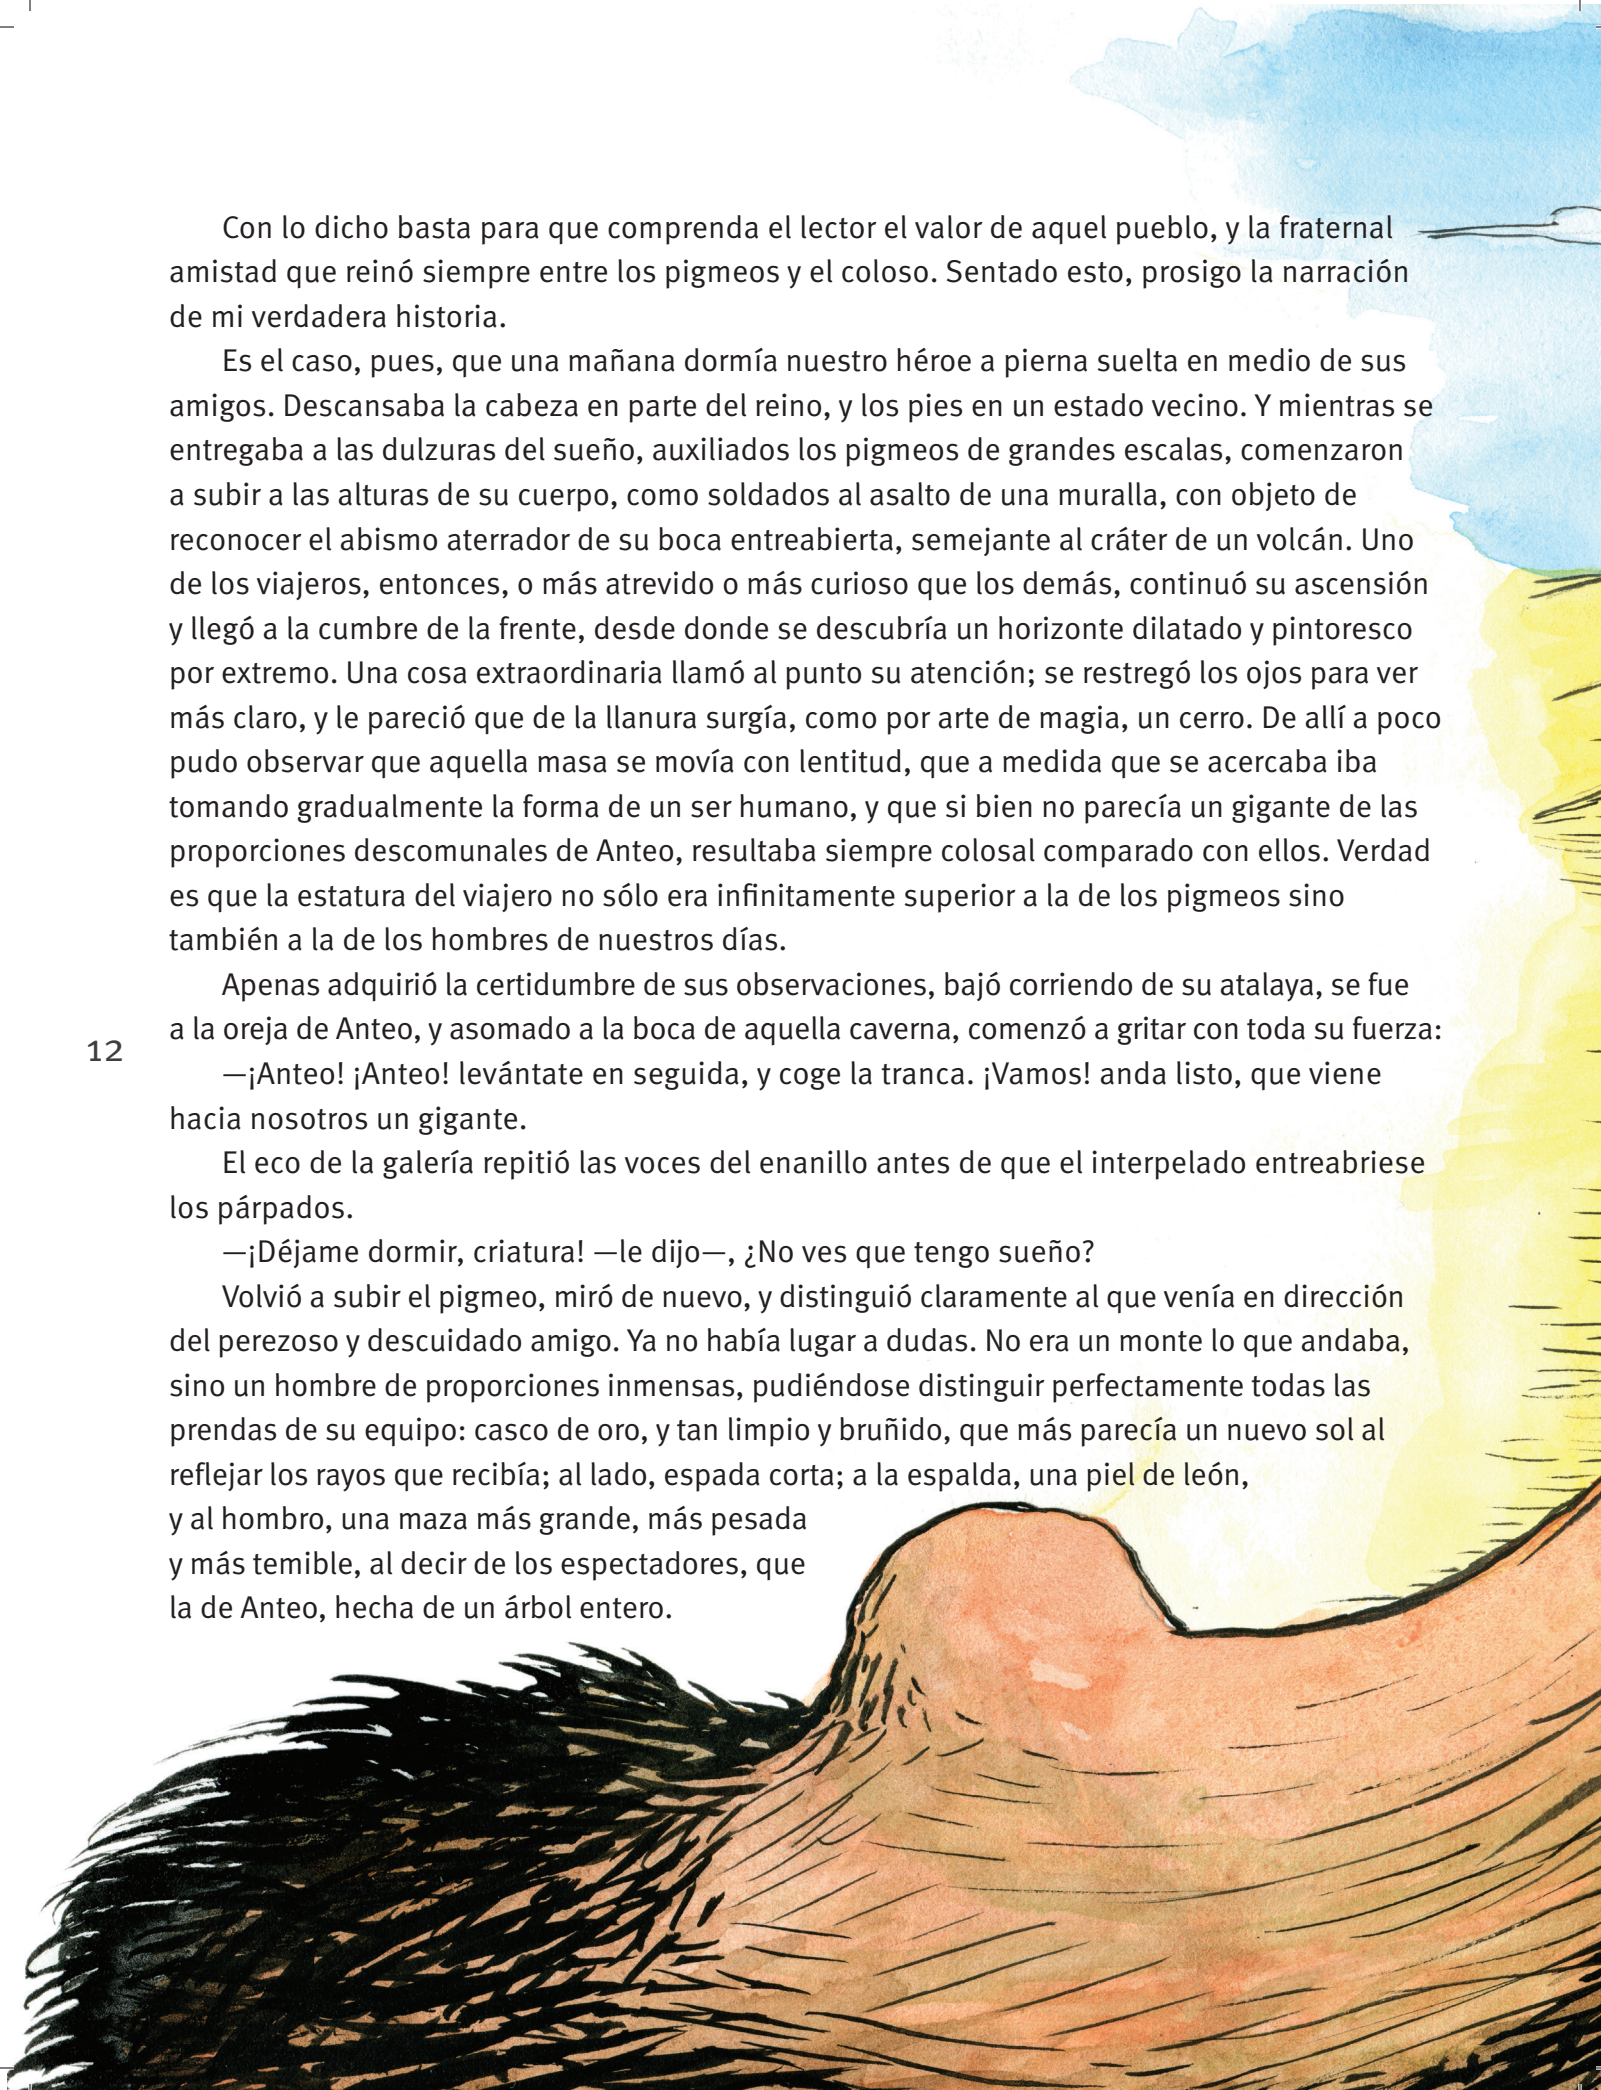 Con lo dicho basta para que comprenda el lector el valor de aquel pueblo, y la fraternal
amistad que reinó siempre entre los pigmeos y el coloso. Sentado esto, prosigo la narración
de mi verdadera historia.
Es el caso, pues, que una mañana dormía nuestro héroe a pierna suelta en medio de sus
amigos. Descansaba la cabeza en parte del reino, y los pies en un estado vecino. Y mientras se
entregaba a las dulzuras del sueño, auxiliados los pigmeos de grandes escalas, comenzaron
a subir a las alturas de su cuerpo, como soldados al asalto de una muralla, con objeto de
reconocer el abismo aterrador de su boca entreabierta, semejante al cráter de un volcán. Uno
de los viajeros, entonces, o más atrevido o más curioso que los demás, continuó su ascensión
y llegó a la cumbre de la frente, desde donde se descubría un horizonte dilatado y pintoresco
por extremo. Una cosa extraordinaria llamó al punto su atención; se restregó los ojos para ver
más claro, y le pareció que de la llanura surgía, como por arte de magia, un cerro. De allí a poco
pudo observar que aquella masa se movía con lentitud, que a medida que se acercaba iba
tomando gradualmente la forma de un ser humano, y que si bien no parecía un gigante de las
proporciones descomunales de Anteo, resultaba siempre colosal comparado con ellos. Verdad
es que la estatura del viajero no sólo era infinitamente superior a la de los pigmeos sino
también a la de los hombres de nuestros días.
Apenas adquirió la certidumbre de sus observaciones, bajó corriendo de su atalaya, se fue
a la oreja de Anteo, y asomado a la boca de aquella caverna, comenzó a gritar con toda su fuerza:
—¡Anteo! ¡Anteo! levántate en seguida, y coge la tranca. ¡Vamos! anda listo, que viene
hacia nosotros un gigante.
El eco de la galería repitió las voces del enanillo antes de que el interpelado entreabriese
los párpados.
—¡Déjame dormir, criatura! —le dijo—, ¿No ves que tengo sueño?
Volvió a subir el pigmeo, miró de nuevo, y distinguió claramente al que venía en dirección
del perezoso y descuidado amigo. Ya no había lugar a dudas. No era un monte lo que andaba,
sino un hombre de proporciones inmensas, pudiéndose distinguir perfectamente todas las
prendas de su equipo: casco de oro, y tan limpio y bruñido, que más parecía un nuevo sol al
reflejar los rayos que recibía; al lado, espada corta; a la espalda, una piel de león,
y al hombro, una maza más grande, más pesada
y más temible, al decir de los espectadores, que
la de Anteo, hecha de un árbol entero.
12